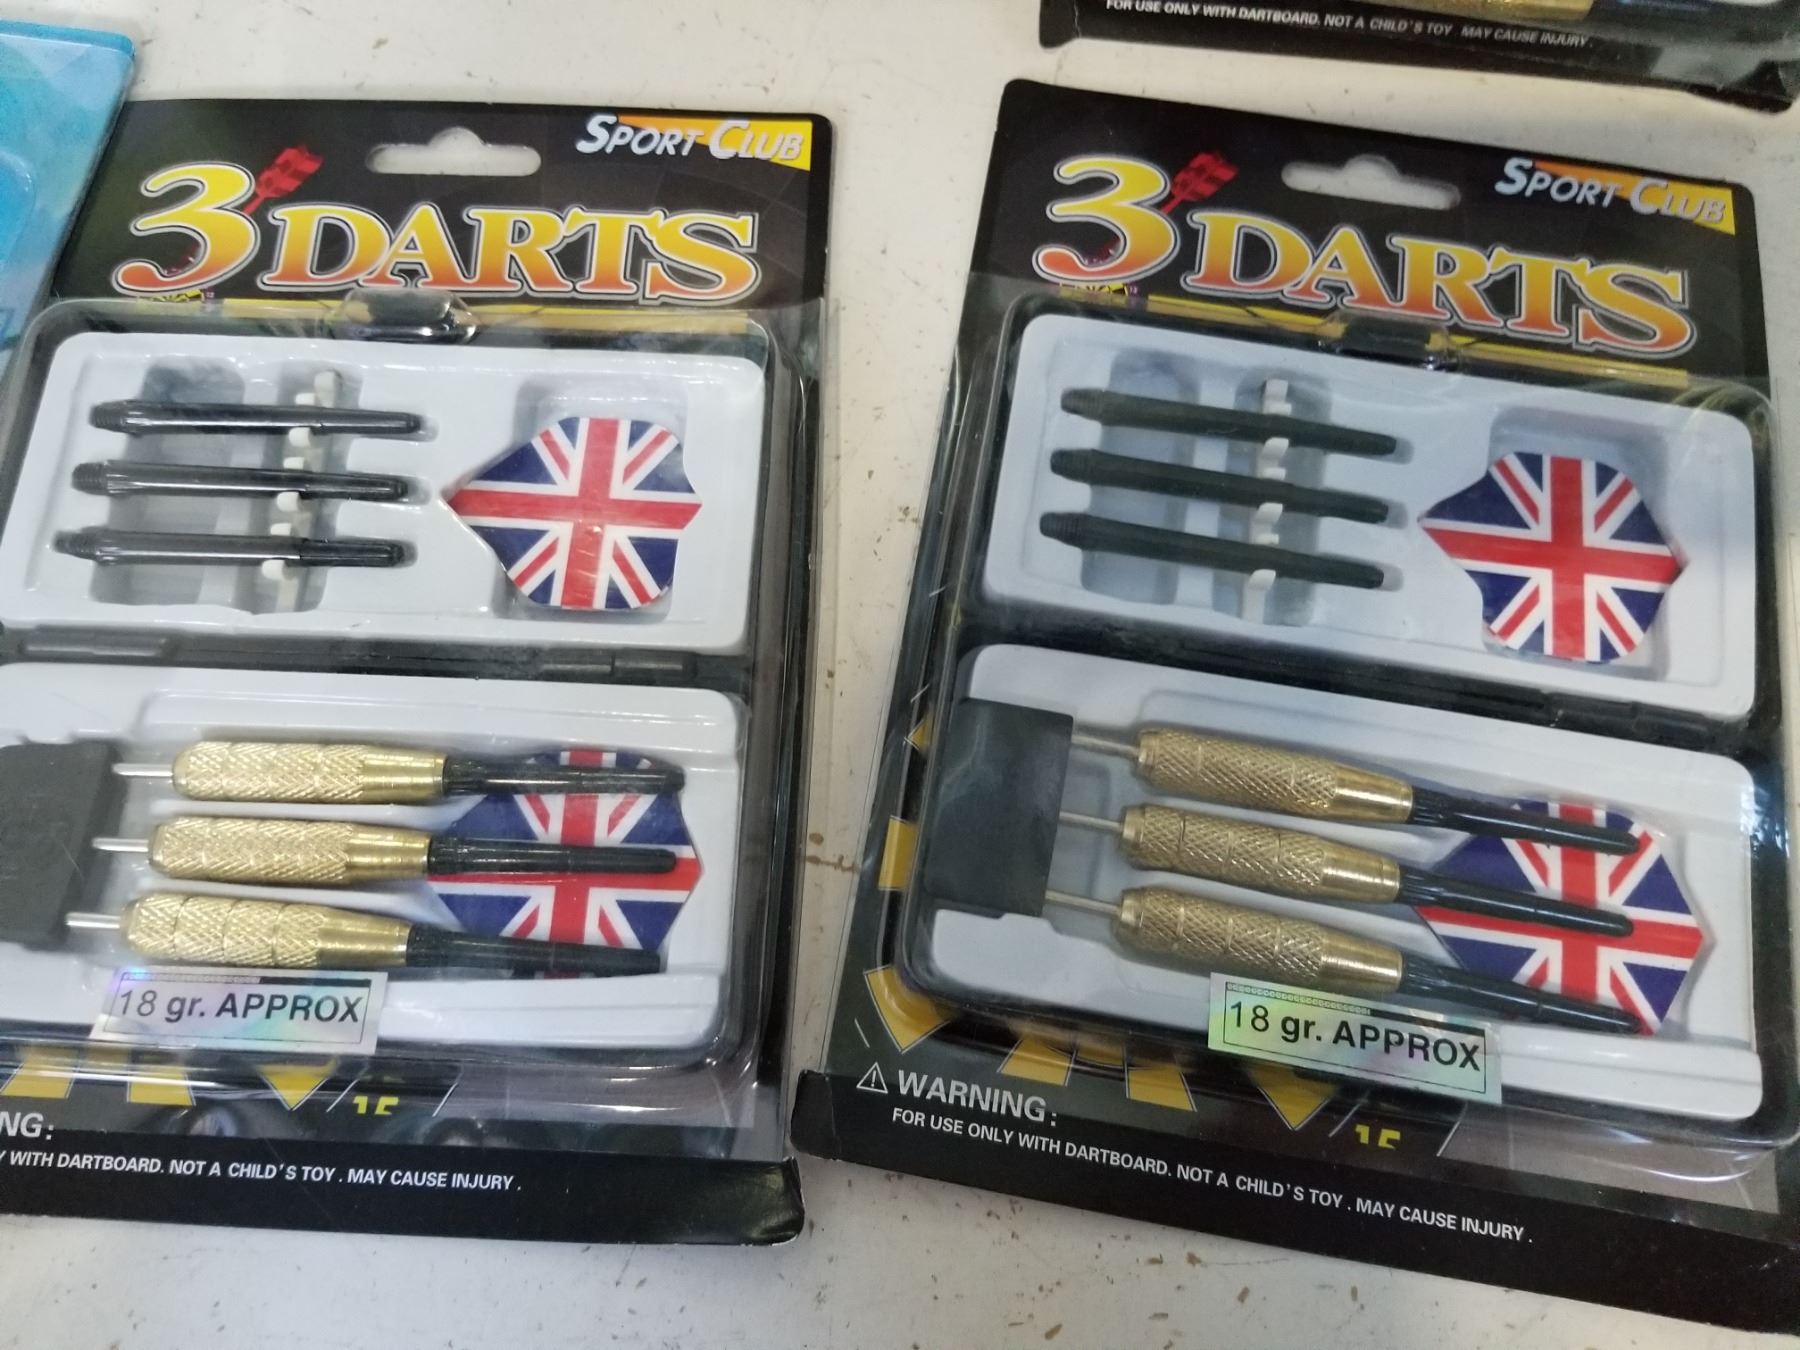 FOR USE ONLY WITH DARTBOARD. NOT A CHILD'S TOY. MAY CAUSE INJURY.
SPORT CLUB
3 DARTS
18 gr. APPROX
15
NG:
WITH DARTBOARD. NOT A CHILD'S TOY. MAY CAUSE INJURY.
SPORT CLUB
3 DARTS
18 gr. APPROX
15
WARNING:
FOR USE ONLY WITH DARTBOARD. NOT A CHILD'S TOY. MAY CAUSE INJURY.